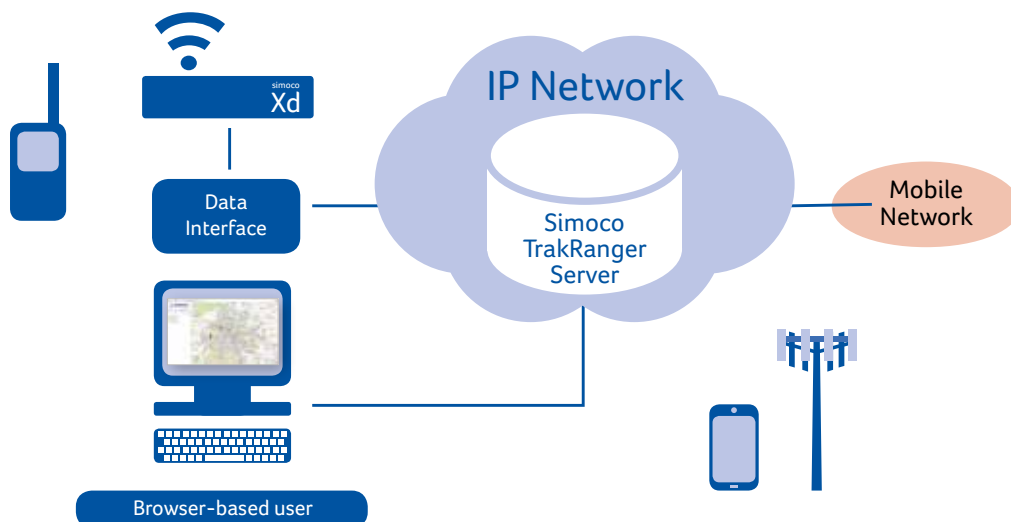 simoco
Xd
IP Network
Data
Interface
Simoco
TrakRanger
Server
Mobile
Network
Browser-based user